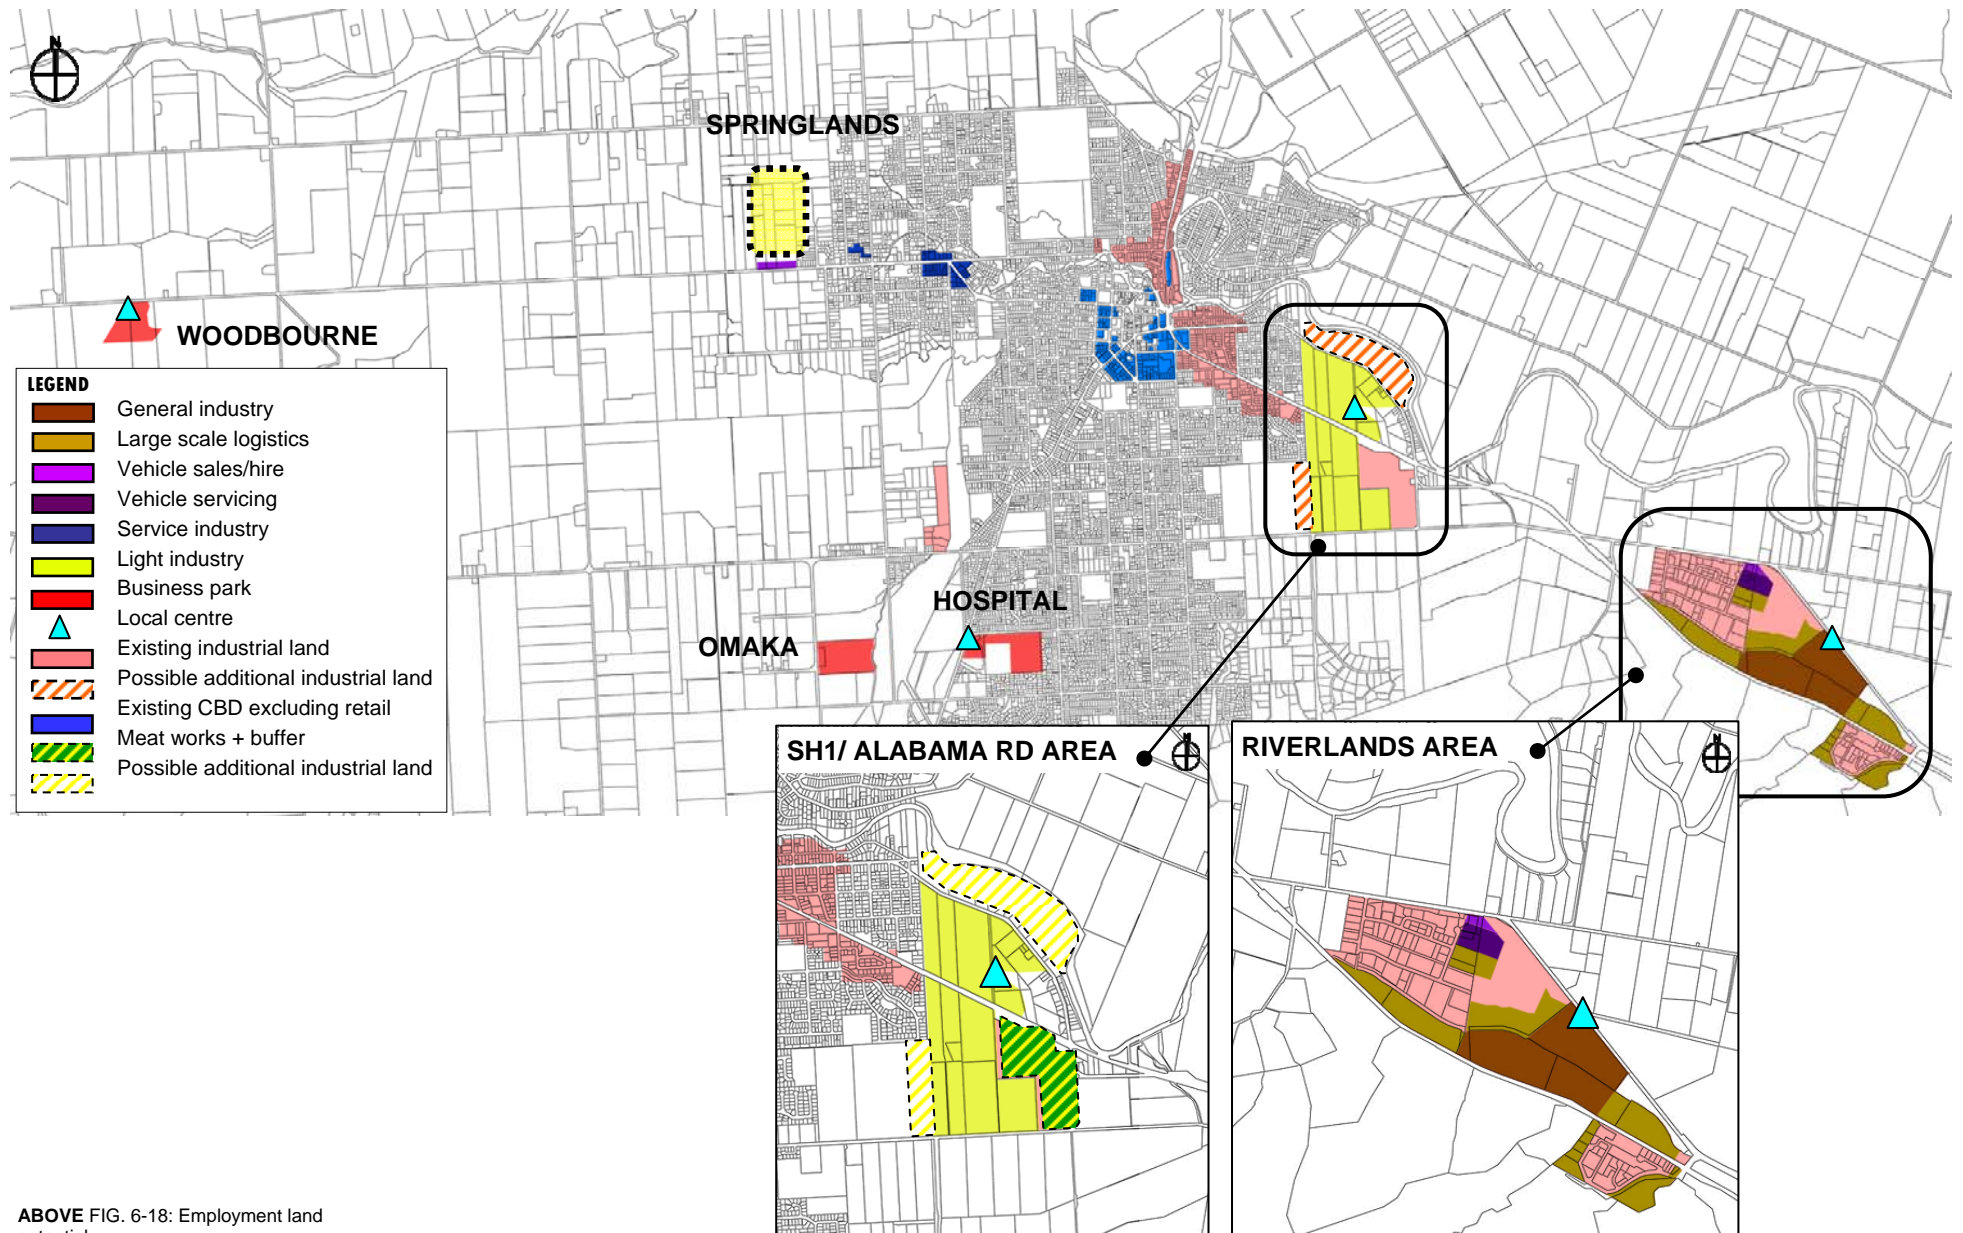 N
SPRINGLANDS
WOODBOURNE
LEGEND
General industry
Large scale logistics
Vehicle sales/hire
Vehicle servicing
Service industry
Light industry
Business park
Local centre
Existing industrial land
Possible additional industrial land
Existing CBD excluding retail
Meat works + buffer
Possible additional industrial land
HOSPITAL
OMAKA
SH1/ ALABAMA RD AREA
N
RIVERLANDS AREA
N
ABOVE FIG. 6-18: Employment land